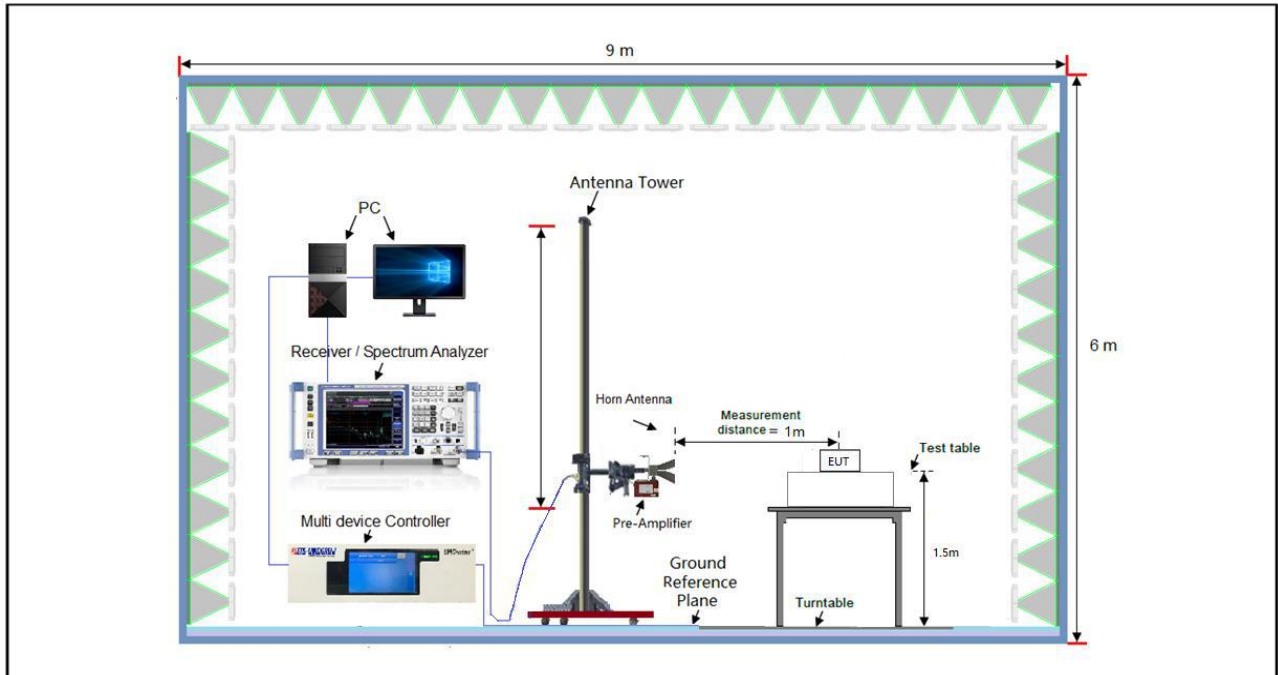 9 m
Antenna Tower
PC
Receiver / Spectrum Analyzer
6 m
Horn Antenna
Measurement
distance = 1m
Test table
EUT
Pre-Amplifier
Multi device Controller
1.5m
Ground
Reference
Plane
Turntable